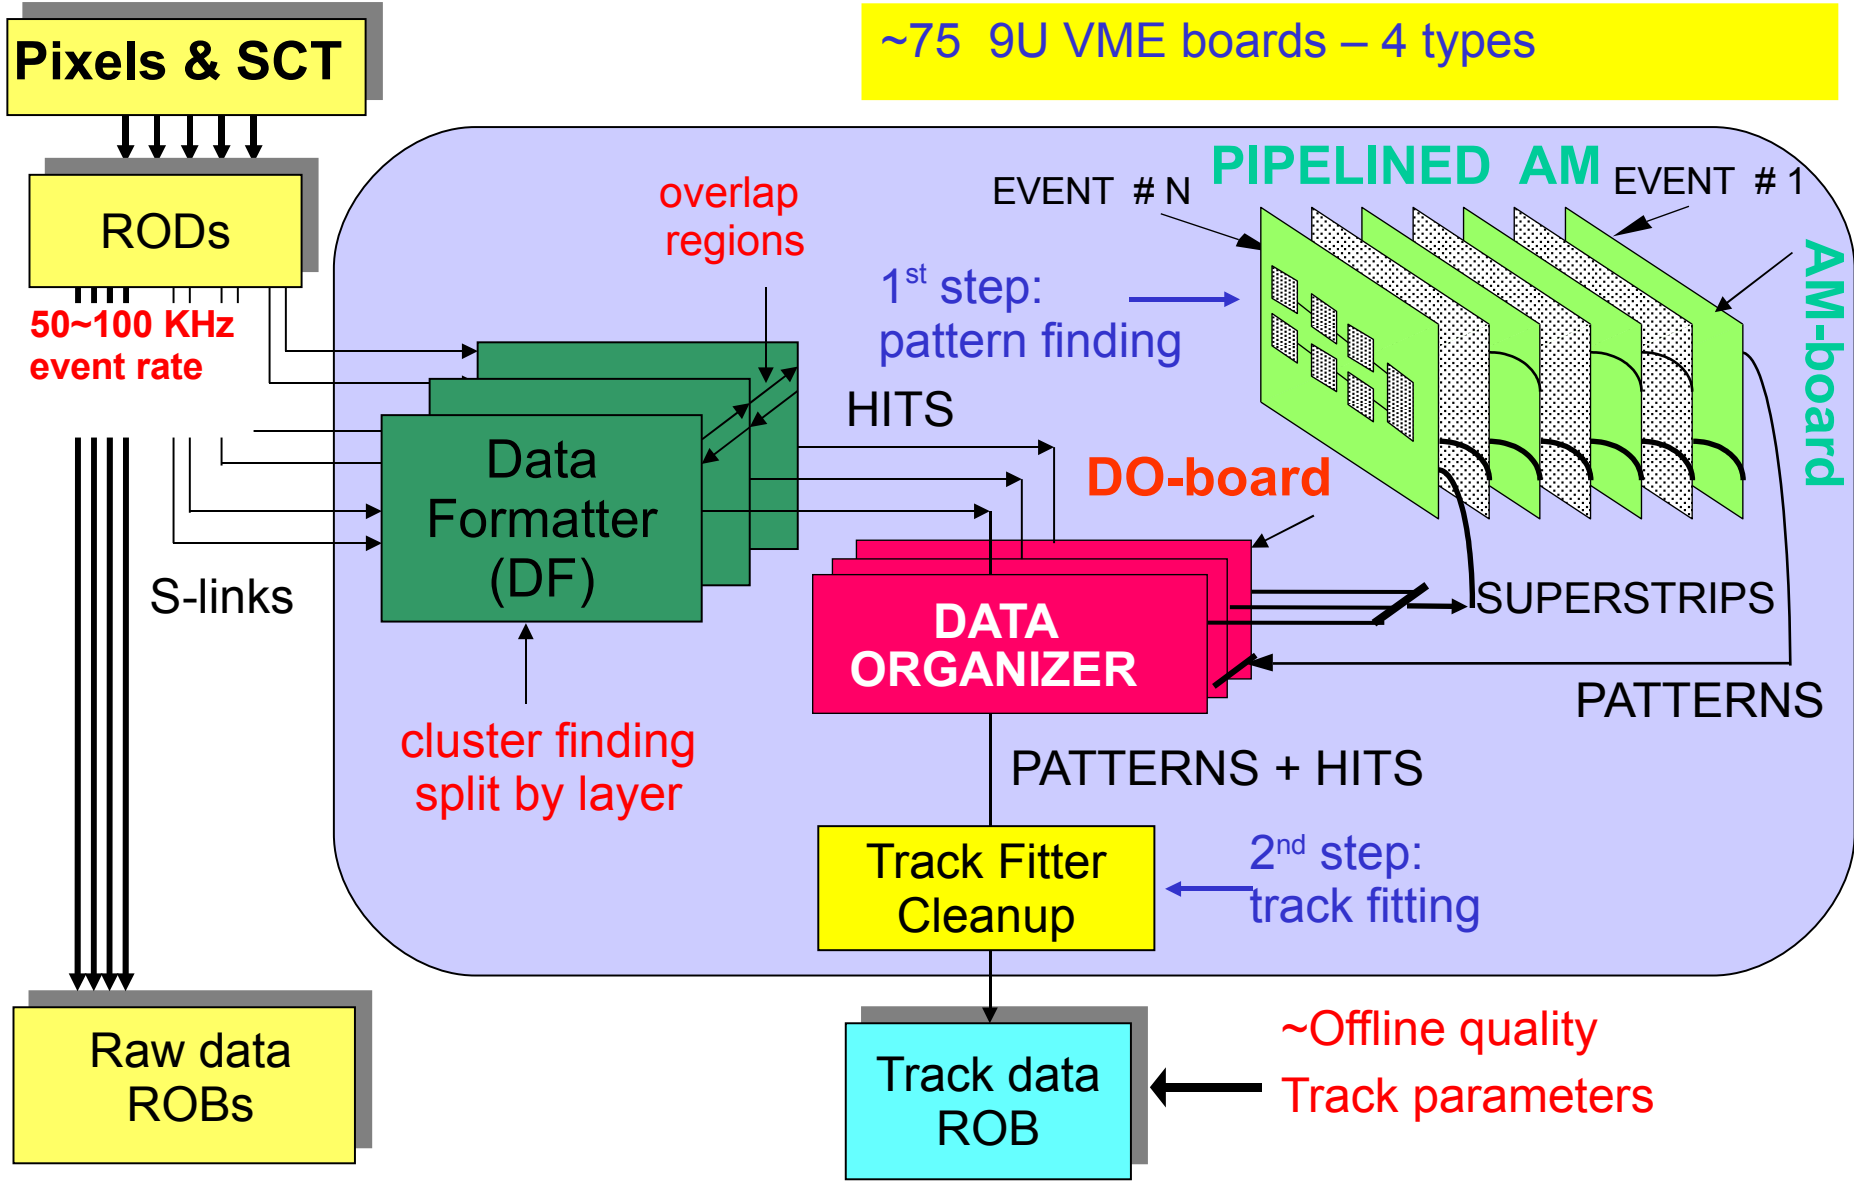 Pixels & SCT
~75 9U VME boards – 4 types
RODs
50~100 KHz
event rate
overlap
regions
EVENT # N
PIPELINED AM
EVENT # 1
AM-board
1st step:
pattern finding
HITS
DO-board
Data
Formatter
(DF)
S-links
SUPERSTRIPS
DATA
ORGANIZER
PATTERNS
cluster finding
split by layer
PATTERNS + HITS
Track Fitter
Cleanup
2nd step:
track fitting
Raw data
ROBs
Track data
ROB
~Offline quality
Track parameters